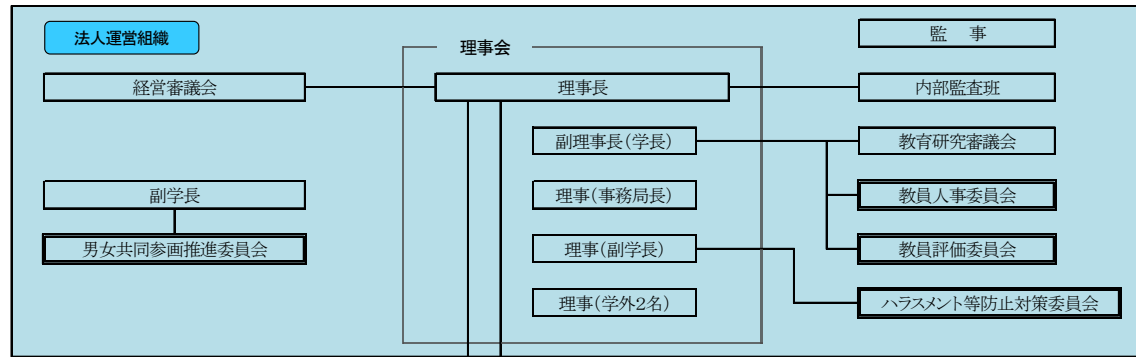 法人運営組織
理事会
監　事
経営審議会
理事長
内部監査班
副理事長(学長)
教育研究審議会
副学長
理事(事務局長)
教員人事委員会
男女共同参画推進委員会
理事(副学長)
教員評価委員会
理事(学外2名)
ハラスメント等防止対策委員会